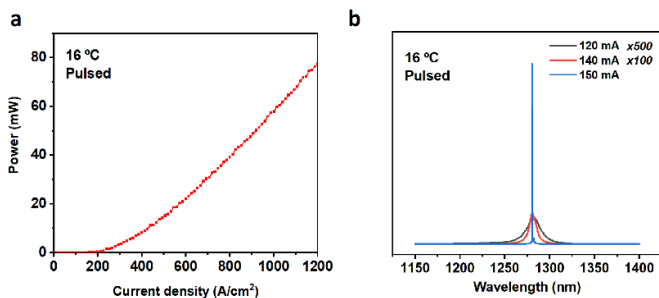 a
16 ºC
Pulsed
Power (mW)
80
60
40
20
0
0 200 400 600 800 1000 1200
Current density (A/cm²)
b
16 ºC
Pulsed
120 mA x500
140 mA x100
150 mA
1150 1200 1250 1300 1350 1400
Wavelength (nm)